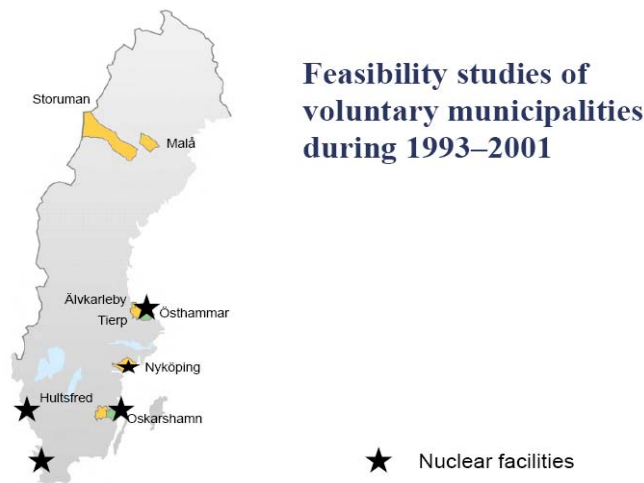 Feasibility studies of
voluntary municipalities
during 1993–2001
Storuman
Malå
Älvkarleby
Östhammar
Tierp
Nyköping
Hultsfred
Oskarshamn
Nuclear facilities